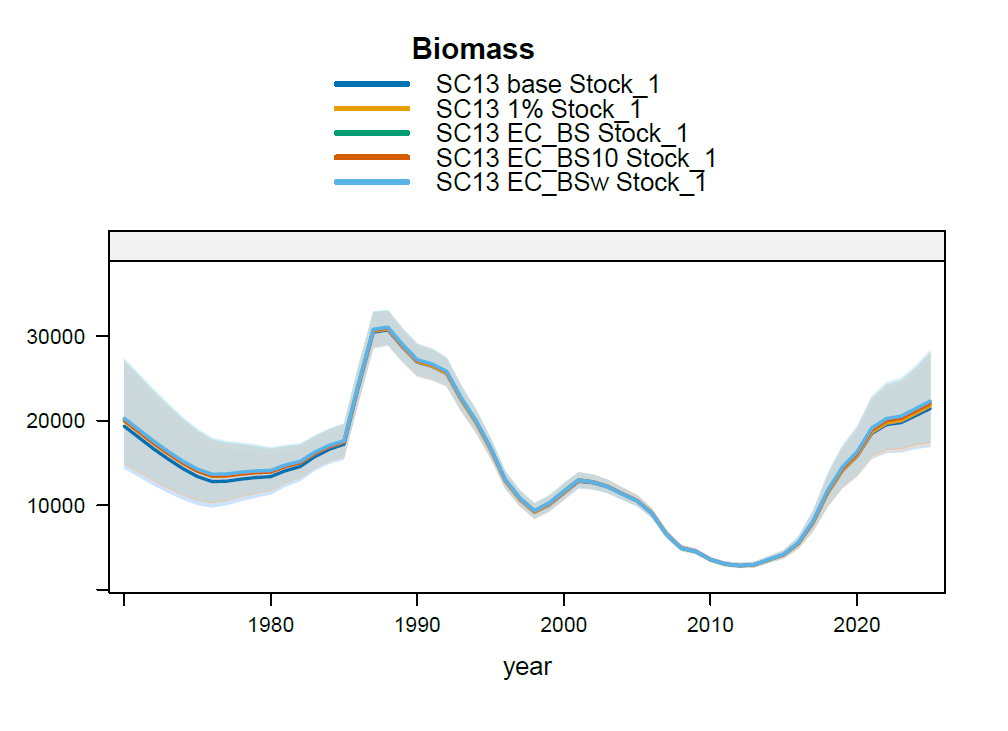 Biomass
SC13 base Stock_1
SC13 1% Stock_1
SC13 EC_BS Stock_1
SC13 EC_BS10 Stock_1
SC13 EC_BSw Stock_1
30000
20000
10000
1980 1990 2000 2010 2020
year